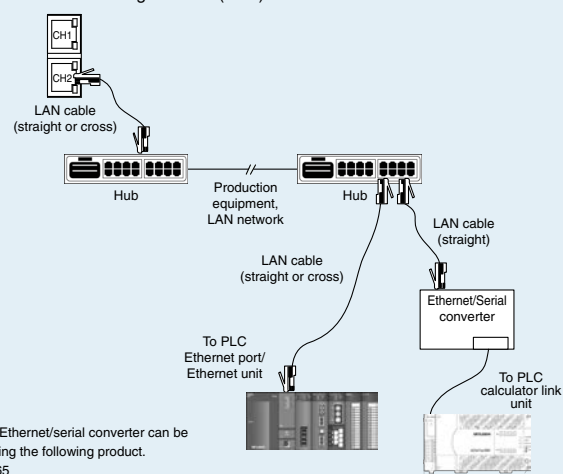 CH1
CH2
LAN cable
(straight or cross)
Hub
Production
equipment,
LAN network
Hub
LAN cable
(straight)
LAN cable
(straight or cross)
Ethernet/Serial
converter
To PLC
Ethernet port/
Ethernet unit
To PLC
calculator link
unit
Ethernet/serial converter can be
ing the following product.